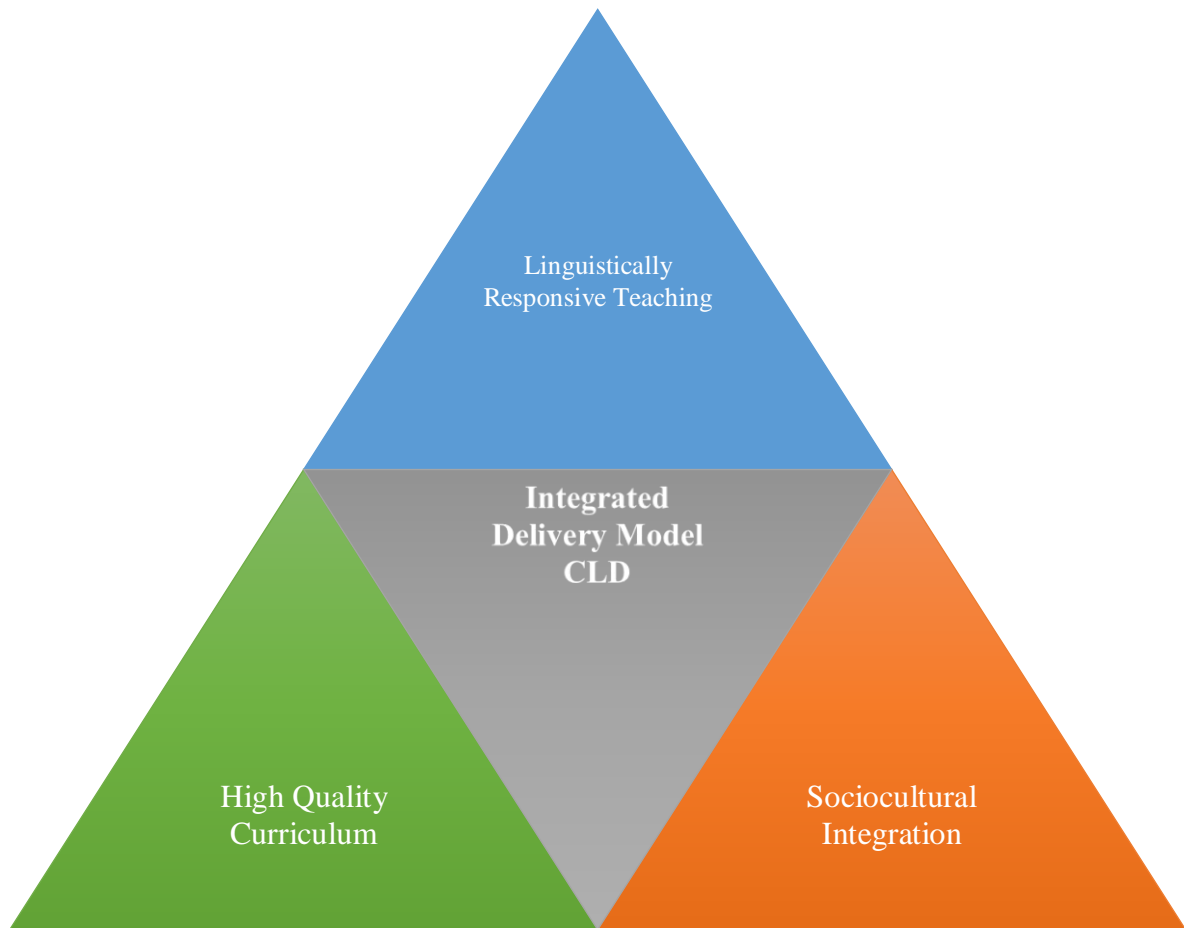 Linguistically
Responsive Teaching
Integrated
Delivery Model
CLD
High Quality
Curriculum
Sociocultural
Integration